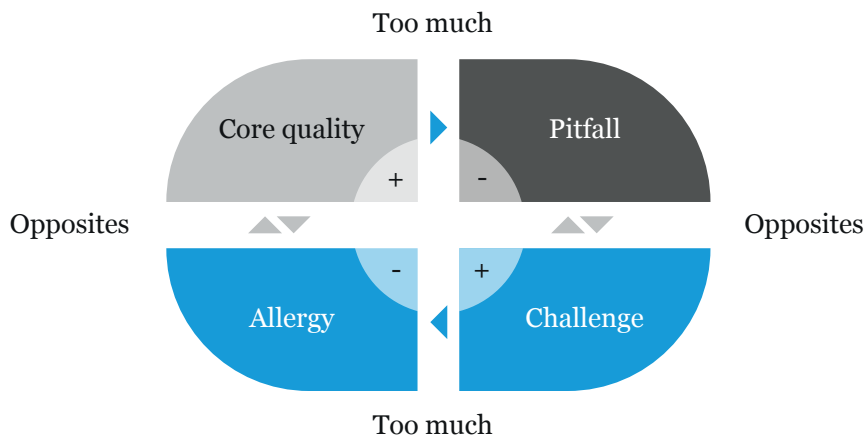 Too much
Core quality
Pitfall
+
-
Opposites
Opposites
-
+
Allergy
Challenge
Too much